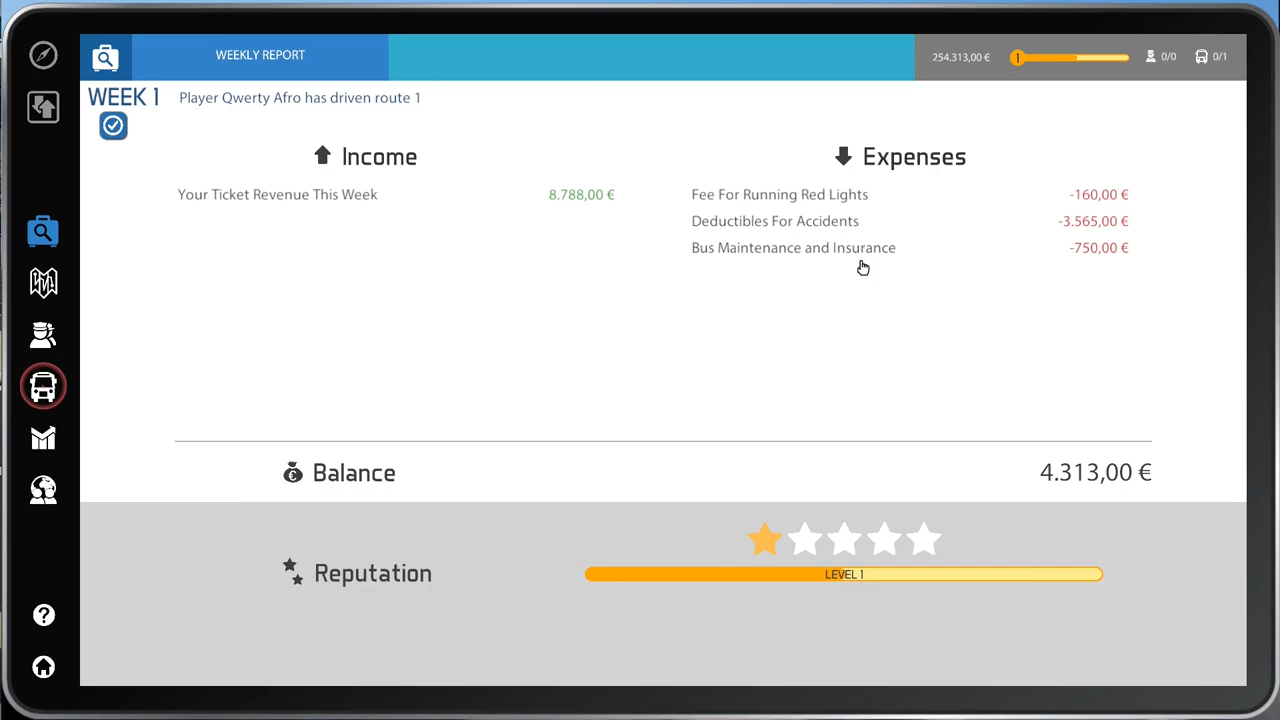 WEEKLY REPORT
254.313,00 €
1
0/0
0/1
WEEK 1
Player Qwerty Afro has driven route 1
Income
Expenses
Your Ticket Revenue This Week
8.788,00 €
Fee For Running Red Lights
-160,00 €
Deductibles For Accidents
-3.565,00 €
Bus Maintenance and Insurance
-750,00 €
Balance
4.313,00 €
Reputation
LEVEL 1